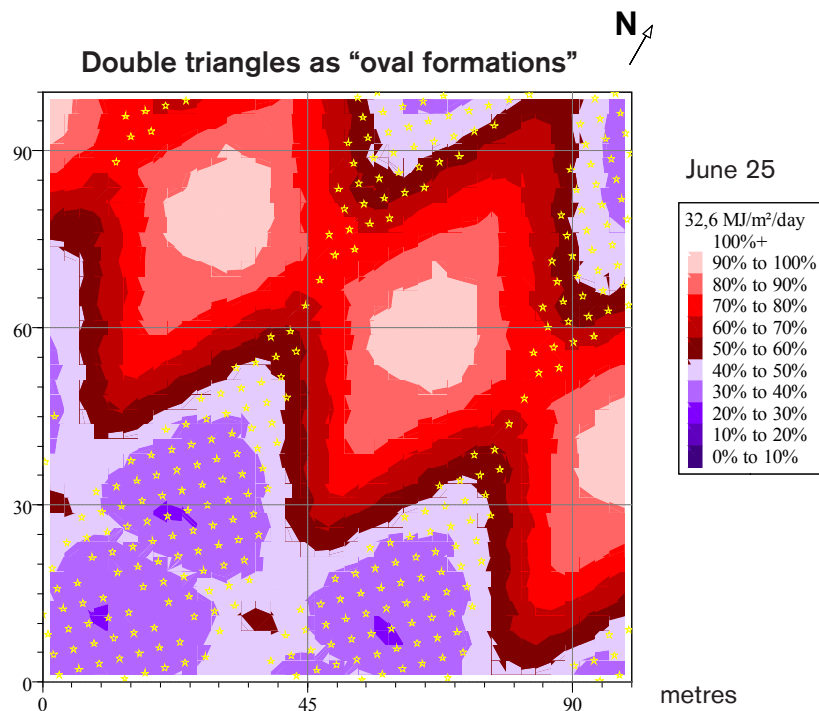 N
Double triangles as “oval formations”
90
60
30
0
0
45
90
metres
June 25
32,6 MJ/m²/day
100%+
90% to 100%
80% to 90%
70% to 80%
60% to 70%
50% to 60%
40% to 50%
30% to 40%
20% to 30%
10% to 20%
0% to 10%